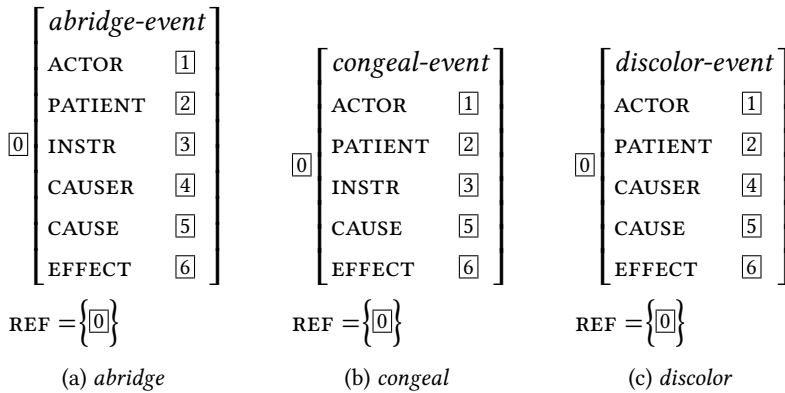 abridge-event
ACTOR 1
PATIENT 2
0 INSTR 3
CAUSER 4
CAUSE 5
EFFECT 6
REF ={0}
(a) abridge
congeal-event
ACTOR 1
PATIENT 2
0 INSTR 3
CAUSE 5
EFFECT 6
REF ={0}
(b) congeal
discolor-event
ACTOR 1
PATIENT 2
0 CAUSER 4
CAUSE 5
EFFECT 6
REF ={0}
(c) discolor